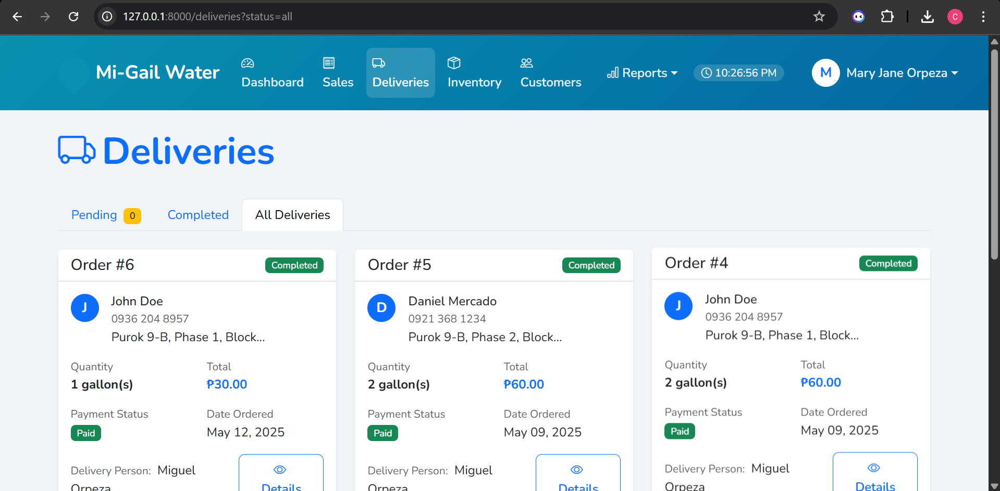 127.0.0.1:8000/deliveries?status=all
C
Mi-Gail Water
Dashboard
Sales
Deliveries
Inventory
Customers
Reports
10:26:56 PM
M
Mary Jane Orpeza
Deliveries
Pending 0
Completed
All Deliveries
Order #6
Completed
J
John Doe
0936 204 8957
Purok 9-B, Phase 1, Block...
Quantity
1 gallon(s)
Total
₱30.00
Payment Status
Paid
Date Ordered
May 12, 2025
Delivery Person: Miguel
Orpeza
Details
Order #5
Completed
D
Daniel Mercado
0921 368 1234
Purok 9-B, Phase 2, Block...
Quantity
2 gallon(s)
Total
₱60.00
Payment Status
Paid
Date Ordered
May 09, 2025
Delivery Person: Miguel
Orpeza
Details
Order #4
Completed
J
John Doe
0936 204 8957
Purok 9-B, Phase 1, Block...
Quantity
2 gallon(s)
Total
₱60.00
Payment Status
Paid
Date Ordered
May 09, 2025
Delivery Person: Miguel
Orpeza
Details